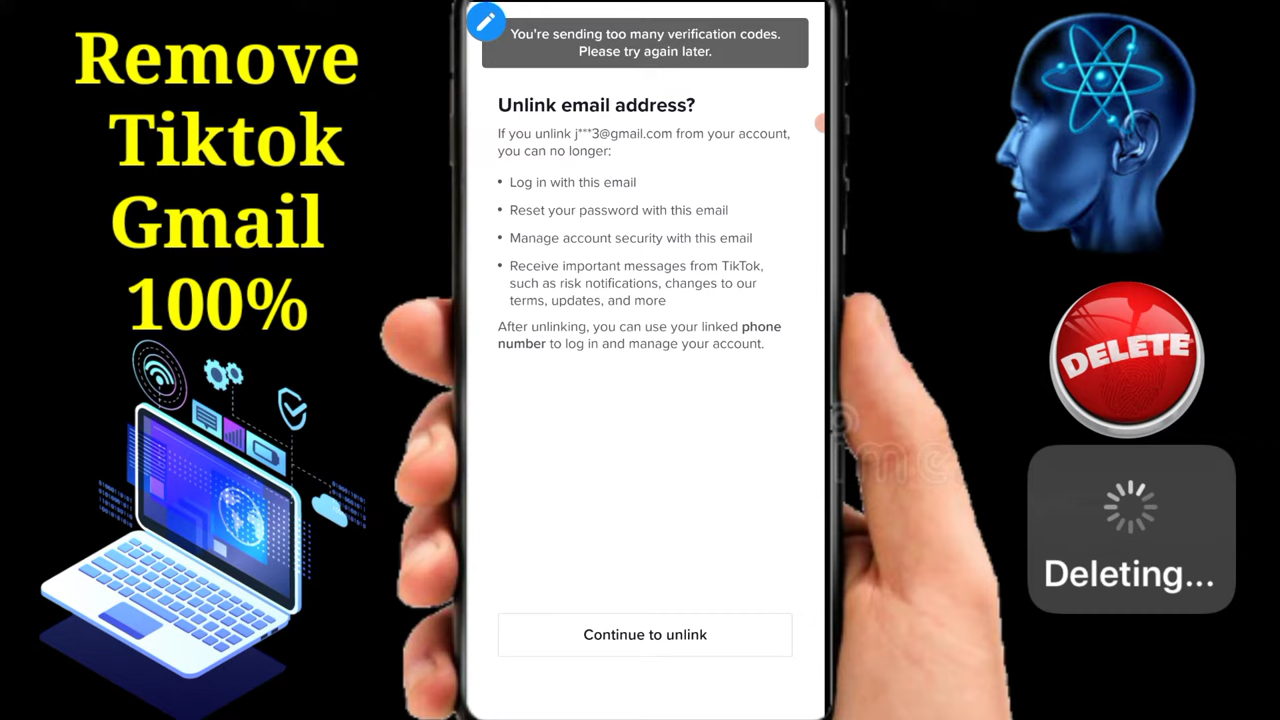 Remove
Tiktok
Gmail
100%
You're sending too many verification codes.
Please try again later.
Unlink email address?
If you unlink j***3@gmail.com from your account,
you can no longer:
• Log in with this email
• Reset your password with this email
• Manage account security with this email
• Receive important messages from TikTok,
such as risk notifications, changes to our
terms, updates, and more
After unlinking, you can use your linked phone
number to log in and manage your account.
Continue to unlink
DELETE
Deleting...